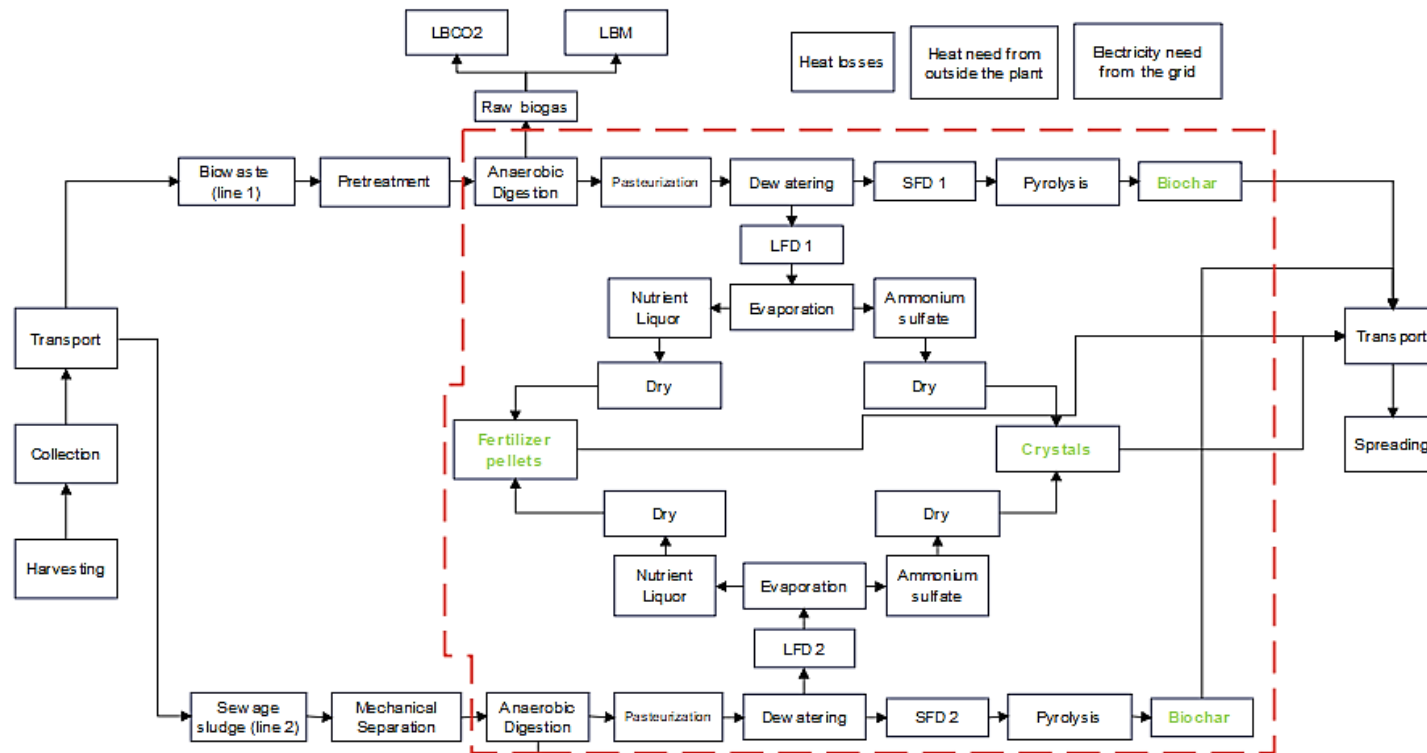 LBCO2
LBM
Heat losses
Heat need from
outside the plant
Electricity need
from the grid
Raw biogas
Biowaste
(line 1)
Pretreatment
Anaerobic
Digestion
Pasteurization
Dewatering
SFD 1
Pyrolysis
Biochar
LFD 1
Nutrient
Liquor
Evaporation
Ammonium
sulfate
Transport
Transport
Dry
Dry
Collection
Fertilizer
pellets
Crystals
Spreading
Dry
Dry
Harvesting
Nutrient
Liquor
Evaporation
Ammonium
sulfate
LFD 2
Sewage
sludge (line 2)
Mechanical
Separation
Anaerobic
Digestion
Pasteurization
Dewatering
SFD 2
Pyrolysis
Biochar